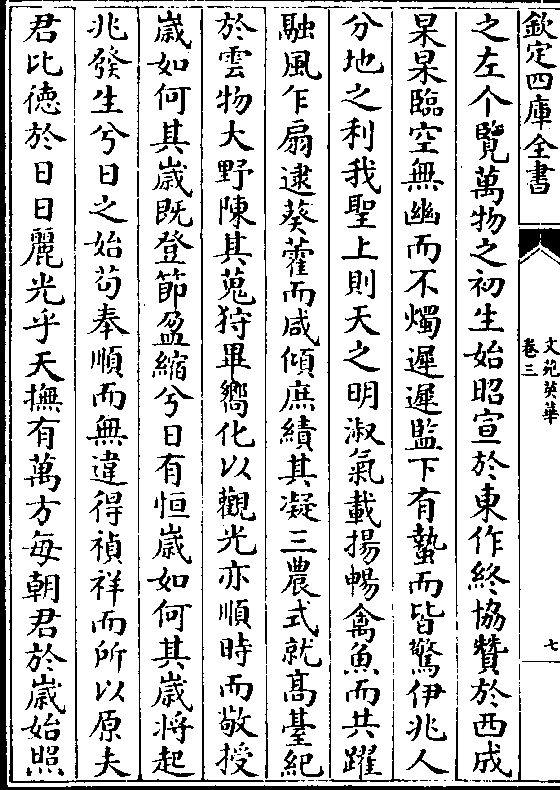 欽定四庫全書
文苑英華
卷三
七
之左个覽萬物之初生始昭宣於東作終協贊於西成
杲杲臨空無幽而不燭遲遲監下有蟄而皆驚伊兆人
分地之利我聖上則天之明淑氣載揚暢禽魚而共躍
融風乍扇逮葵藿而咸傾庶績其凝三農式就髙臺紀
於雲物大野陳其蒐狩畢嚮化以觀光亦順時而敬授
嵗如何其嵗既登節盈縮兮日有恒嵗如何其嵗將起
兆發生兮日之始苟奉順而無違得禎祥而所以原夫
君比徳於日日麗光乎天撫有萬方每朝君於嵗始照